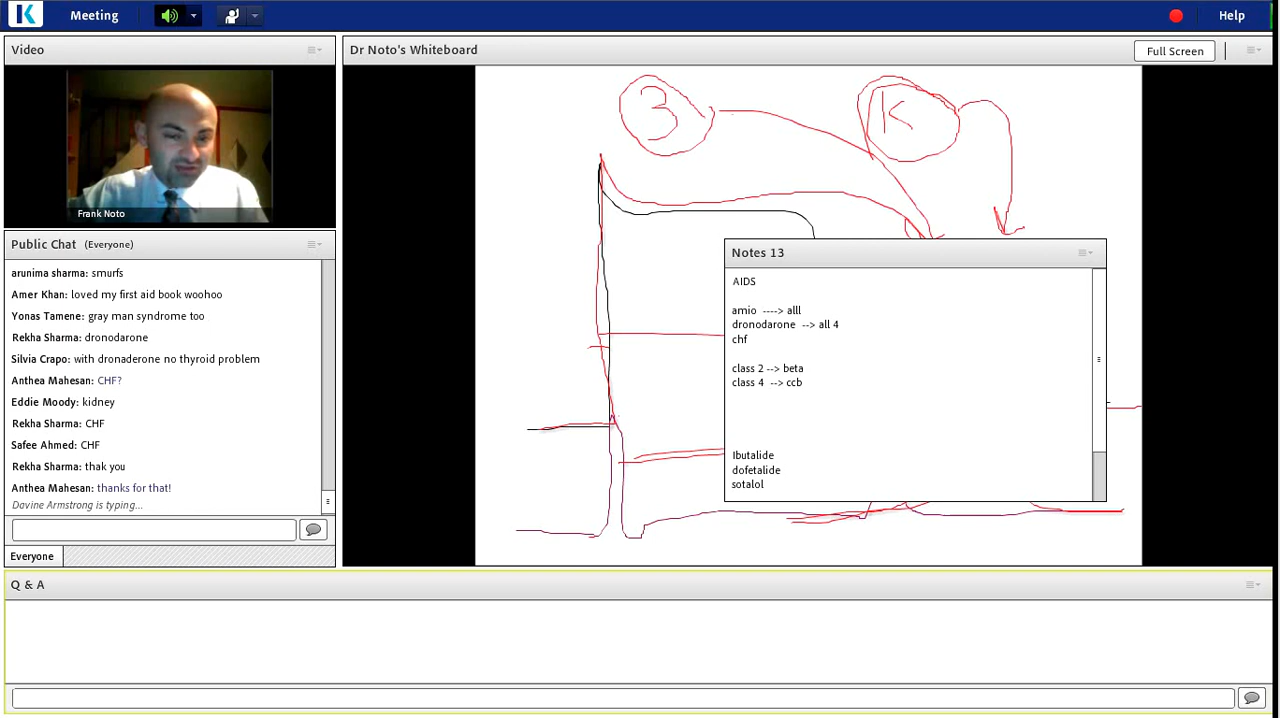 K Meeting Help
Video
Frank Noto
Public Chat (Everyone)
arunima sharma: smurfs
Amer Khan: loved my first aid book woohoo
Yonas Tamene: gray man syndrome too
Rekha Sharma: dronodarone
Silvia Crapo: with dronaderone no thyroid problem
Anthea Mahesan: CHF?
Eddie Moody: kidney
Rekha Sharma: CHF
Safee Ahmed: CHF
Rekha Sharma: thak you
Anthea Mahesan: thanks for that!
Davine Armstrong is typing...
Everyone
Dr Noto's Whiteboard
Full Screen
3 K
Notes 13
AIDS
amio ----> alll
dronodarone --> all 4
chf
class 2 --> beta
class 4 --> ccb
Ibutalide
dofetalide
sotalol
Q & A